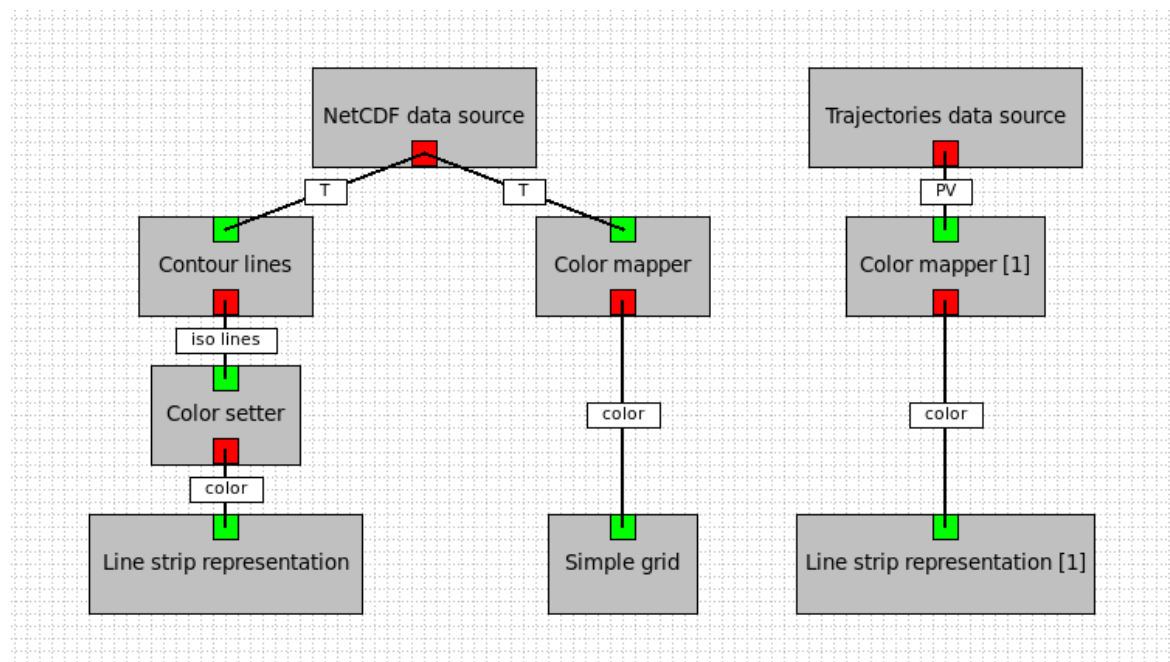 NetCDF data source
Trajectories data source
T
T
PV
Contour lines
Color mapper
Color mapper [1]
iso lines
Color setter
color
color
color
Line strip representation
Simple grid
Line strip representation [1]